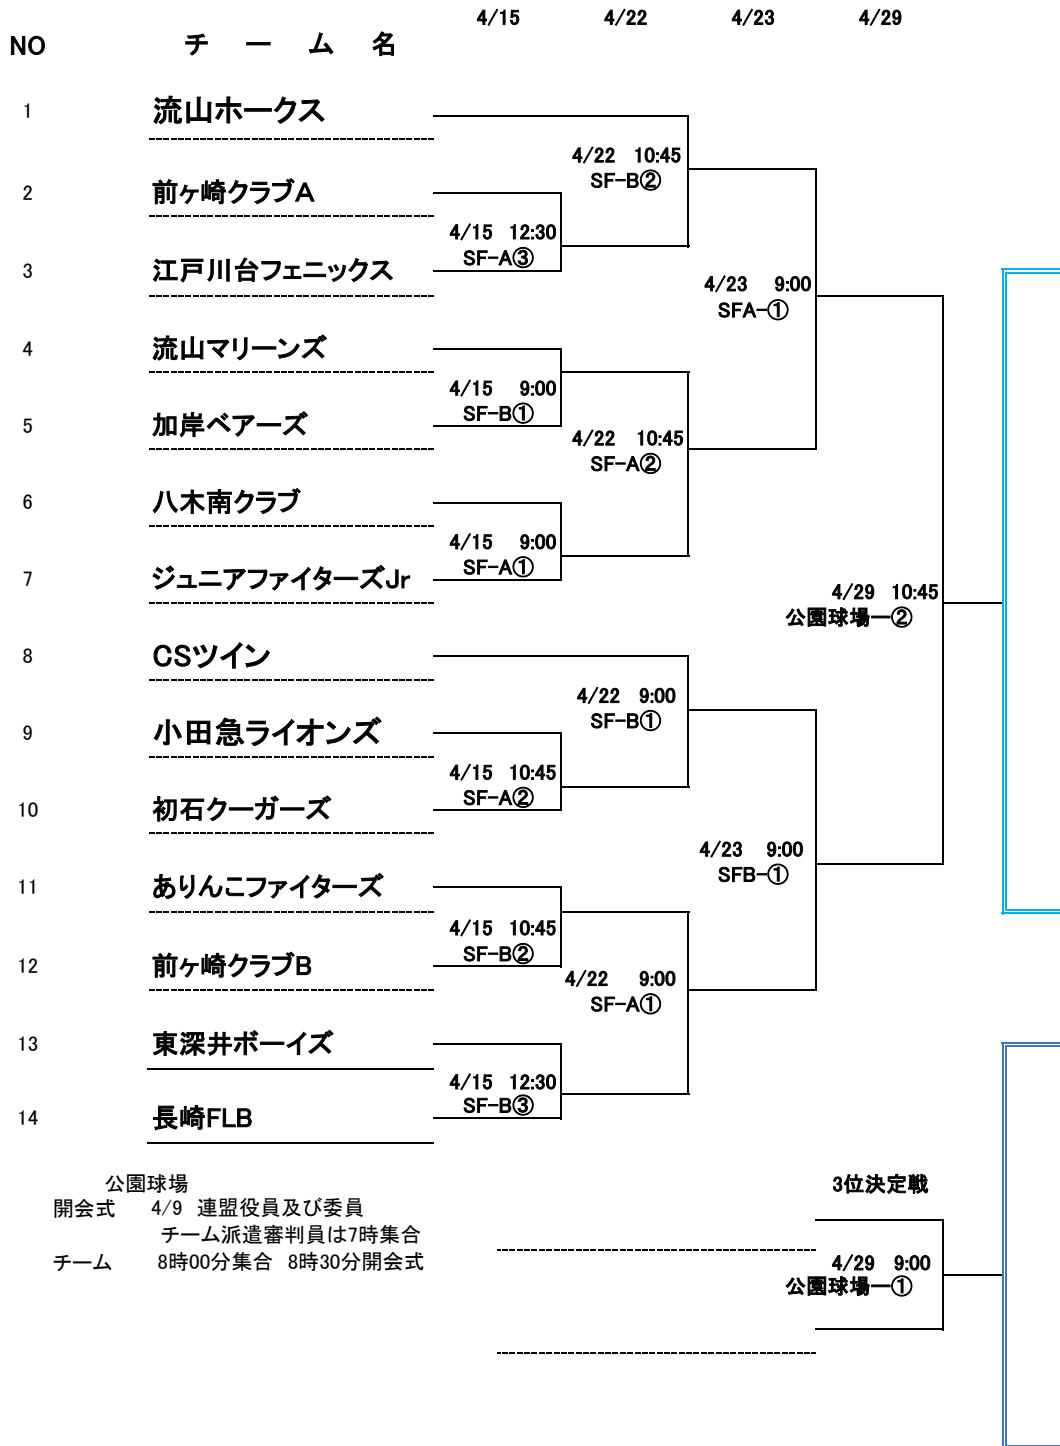 4/15 4/22 4/23 4/29
NO チ ー ム 名
1 流山ホークス
4/22 10:45
SF-B②
2 前ヶ崎クラブA
4/15 12:30
SF-A③
3 江戸川台フェニックス
4/23 9:00
SFA-①
4 流山マリーンズ
4/15 9:00
SF-B①
5 加岸ベアーズ
4/22 10:45
SF-A②
6 八木南クラブ
4/15 9:00
SF-A①
7 ジュニアファイターズJr
4/29 10:45
公園球場ー②
8 CSツイン
4/22 9:00
SF-B①
9 小田急ライオンズ
4/15 10:45
SF-A②
10 初石クーガーズ
4/23 9:00
SFB-①
11 ありんこファイターズ
4/15 10:45
SF-B②
12 前ヶ崎クラブB
4/22 9:00
SF-A①
13 東深井ボーイズ
4/15 12:30
SF-B③
14 長崎FLB
公園球場
開会式 4/9 連盟役員及び委員
チーム派遣審判員は7時集合
チーム 8時00分集合 8時30分開会式
3位決定戦
4/29 9:00
公園球場ー①